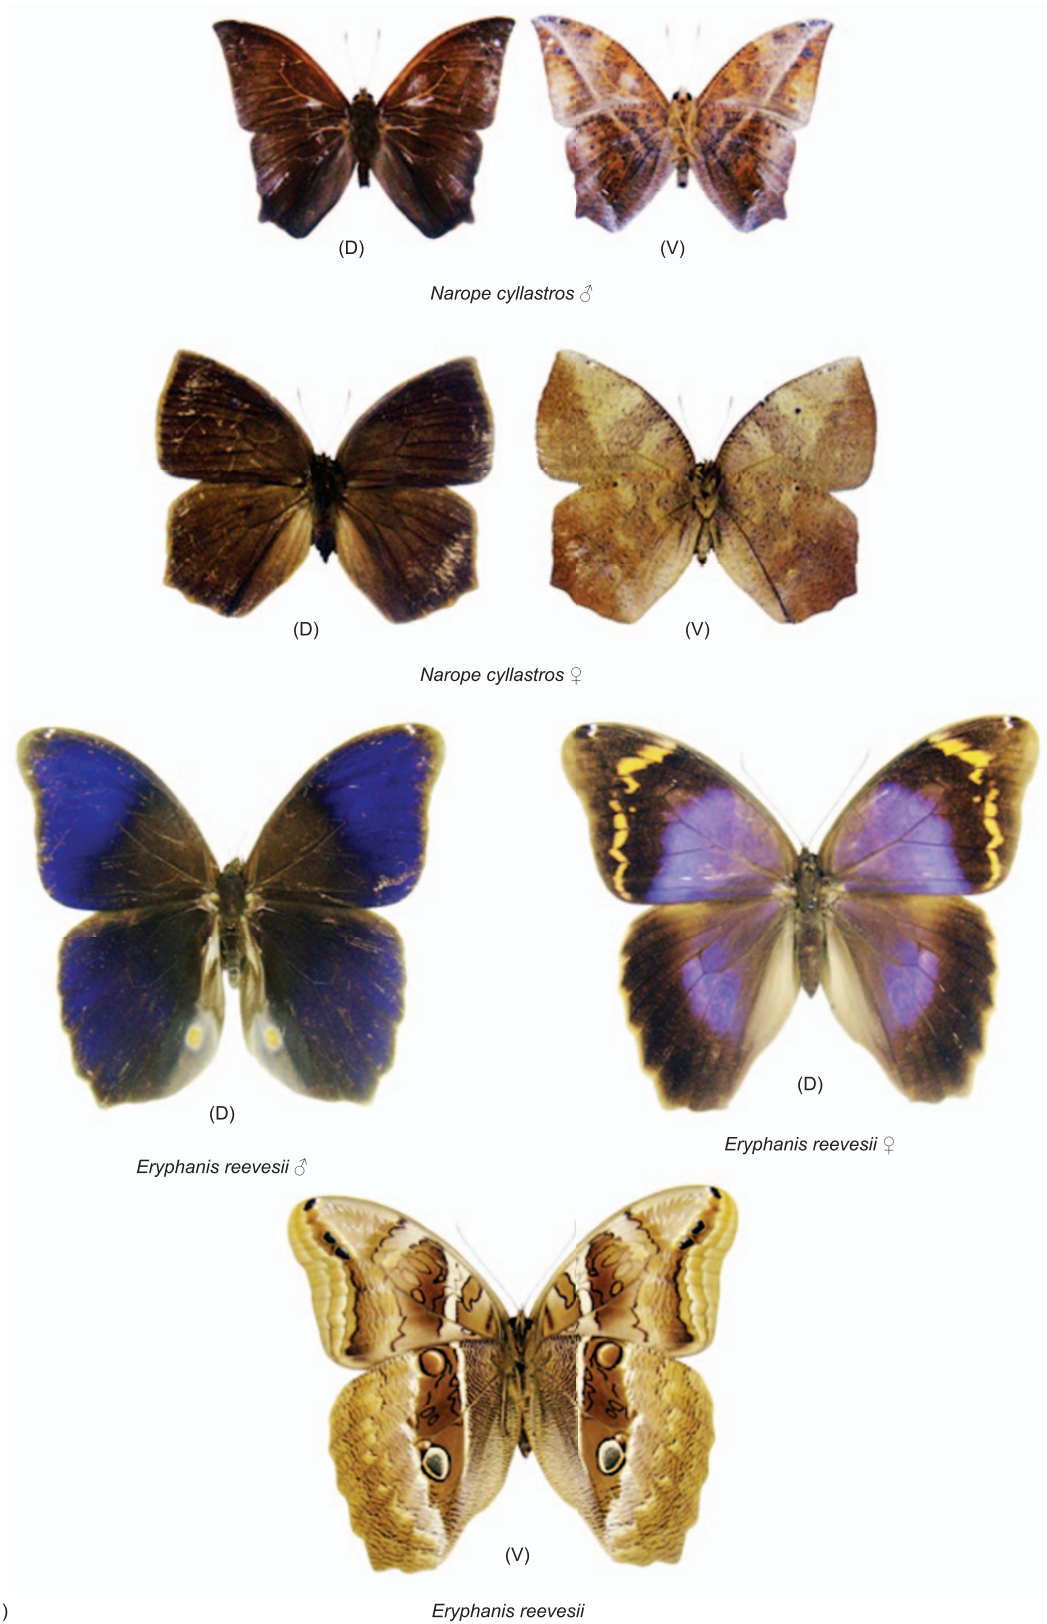 (D) (V)
Narope cyllastros ♂
(D) (V)
Narope cyllastros ♀
(D)
(D)
Eryphanis reevesii ♀
Eryphanis reevesii ♂
(V)
) Eryphanis reevesii